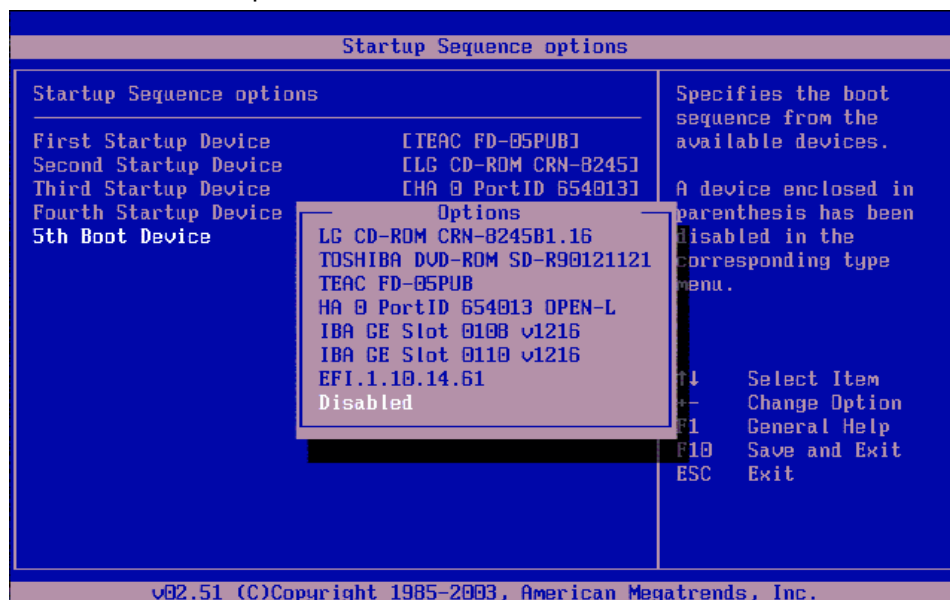 Startup Sequence options
Startup Sequence options
First Startup Device [TEAC FD-05PUB]
Second Startup Device [LG CD-ROM CRN-8245]
Third Startup Device [HA 0 PortID 654013]
Fourth Startup Device
5th Boot Device
Options
LG CD-ROM CRN-8245B1.16
TOSHIBA DVD-ROM SD-R90121121
TEAC FD-05PUB
HA 0 PortID 654013 OPEN-L
IBA GE Slot 0108 v1216
IBA GE Slot 0110 v1216
EFI.1.10.14.61
Disabled
Specifies the boot
sequence from the
available devices.
A device enclosed in
parenthesis has been
disabled in the
corresponding type
menu.
↑↓ Select Item
+- Change Option
F1 General Help
F10 Save and Exit
ESC Exit
v02.51 (C)Copyright 1985-2003, American Megatrends, Inc.